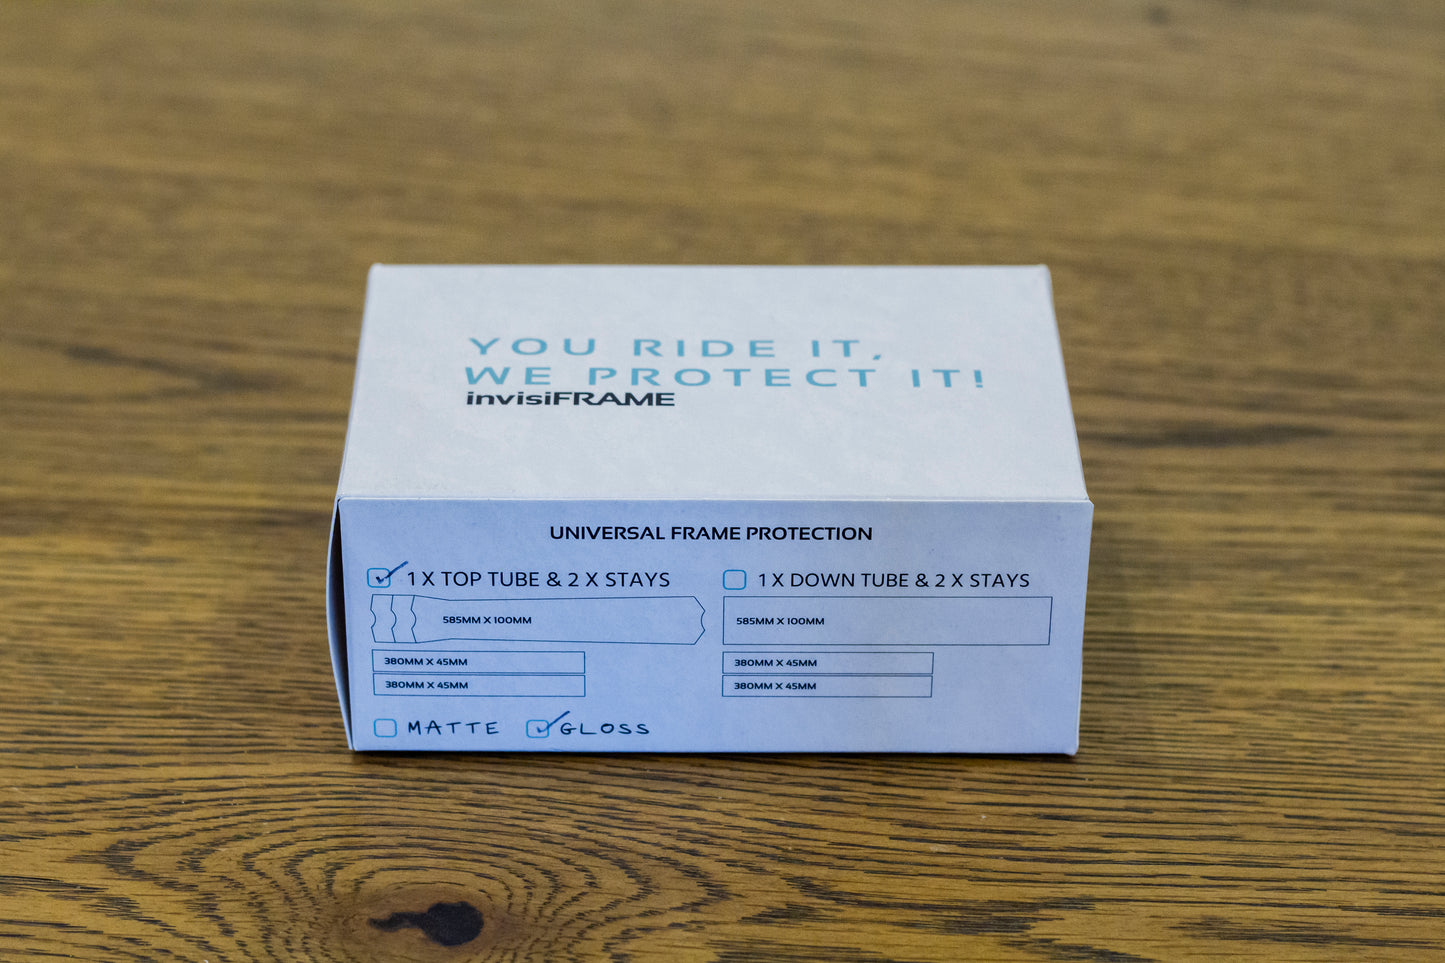 YOU RIDE IT,
WE PROTECT IT!
invisiFRAME
UNIVERSAL FRAME PROTECTION
1 X TOP TUBE & 2 X STAYS
585MM X 100MM
380MM X 45MM
380MM X 45MM
1 X DOWN TUBE & 2 X STAYS
585MM X 100MM
380MM X 45MM
380MM X 45MM
MATTE GLOSS